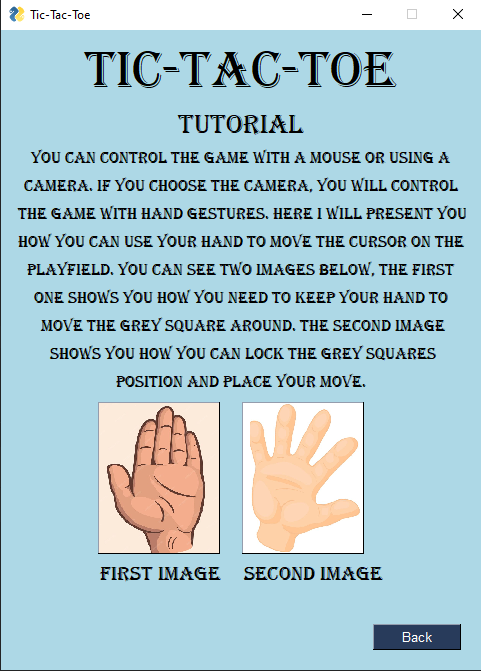 Tic-Tac-Toe
TIC-TAC-TOE
TUTORIAL
YOU CAN CONTROL THE GAME WITH A MOUSE OR USING A
CAMERA. IF YOU CHOOSE THE CAMERA, YOU WILL CONTROL
THE GAME WITH HAND GESTURES. HERE I WILL PRESENT YOU
HOW YOU CAN USE YOUR HAND TO MOVE THE CURSOR ON THE
PLAYFIELD. YOU CAN SEE TWO IMAGES BELOW, THE FIRST
ONE SHOWS YOU HOW YOU NEED TO KEEP YOUR HAND TO
MOVE THE GREY SQUARE AROUND. THE SECOND IMAGE
SHOWS YOU HOW YOU CAN LOCK THE GREY SQUARES
POSITION AND PLACE YOUR MOVE.
FIRST IMAGE SECOND IMAGE
Back